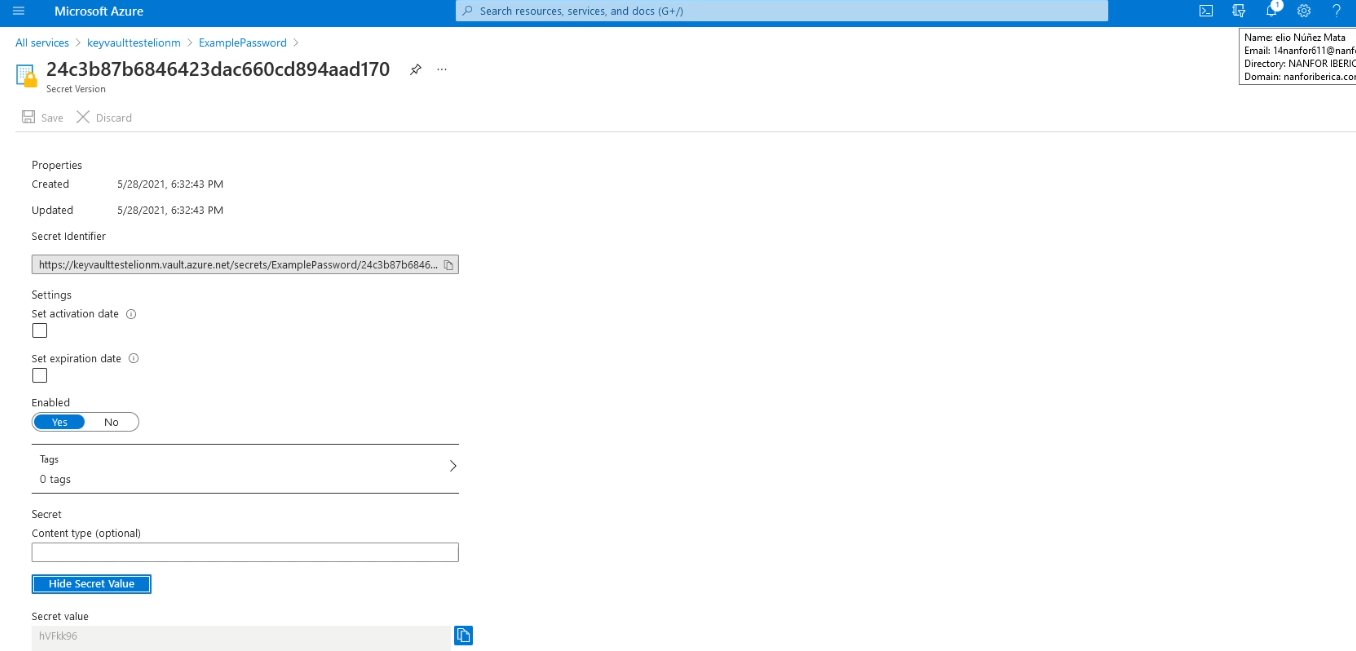 Microsoft Azure
Search resources, services, and docs (G+/)
1
Name: elio Núñez Mata
Email: 14nanfor611@nanf
Directory: NANFOR IBERIC
Domain: nanforiberica.co
All services > keyvaulttestelionm > ExamplePassword >
24c3b87b6846423dac660cd894aad170
...
Secret Version
Save Discard
Properties
Created 5/28/2021, 6:32:43 PM
Updated 5/28/2021, 6:32:43 PM
Secret Identifier
https://keyvaulttestelionm.vault.azure.net/secrets/ExamplePassword/24c3b87b6846...
Settings
Set activation date
Set expiration date
Enabled
Yes No
Tags
0 tags
Secret
Content type (optional)
Hide Secret Value
Secret value
hVFkk96